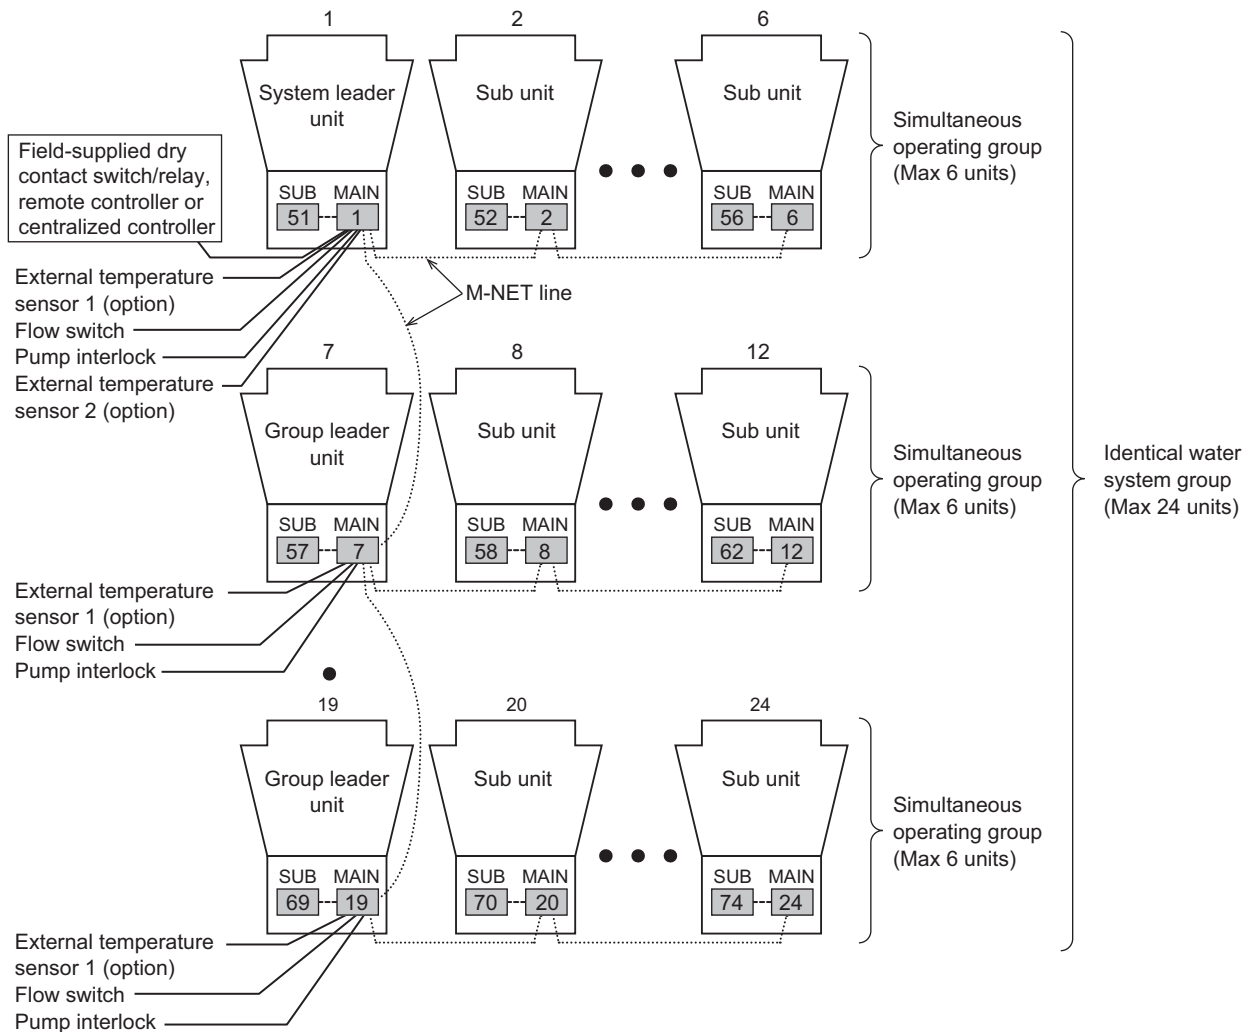 1
2
6
System leader
unit
Sub unit
Sub unit
Simultaneous
operating group
(Max 6 units)
Field-supplied dry
contact switch/relay,
remote controller or
centralized controller
SUB MAIN
51 1
SUB MAIN
52 2
SUB MAIN
56 6
External temperature
sensor 1 (option)
Flow switch
Pump interlock
External temperature
sensor 2 (option)
M-NET line
7
8
12
Group leader
unit
Sub unit
Sub unit
Simultaneous
operating group
(Max 6 units)
Identical water
system group
(Max 24 units)
SUB MAIN
57 7
SUB MAIN
58 8
SUB MAIN
62 12
External temperature
sensor 1 (option)
Flow switch
Pump interlock
19
20
24
Group leader
unit
Sub unit
Sub unit
Simultaneous
operating group
(Max 6 units)
SUB MAIN
69 19
SUB MAIN
70 20
SUB MAIN
74 24
External temperature
sensor 1 (option)
Flow switch
Pump interlock